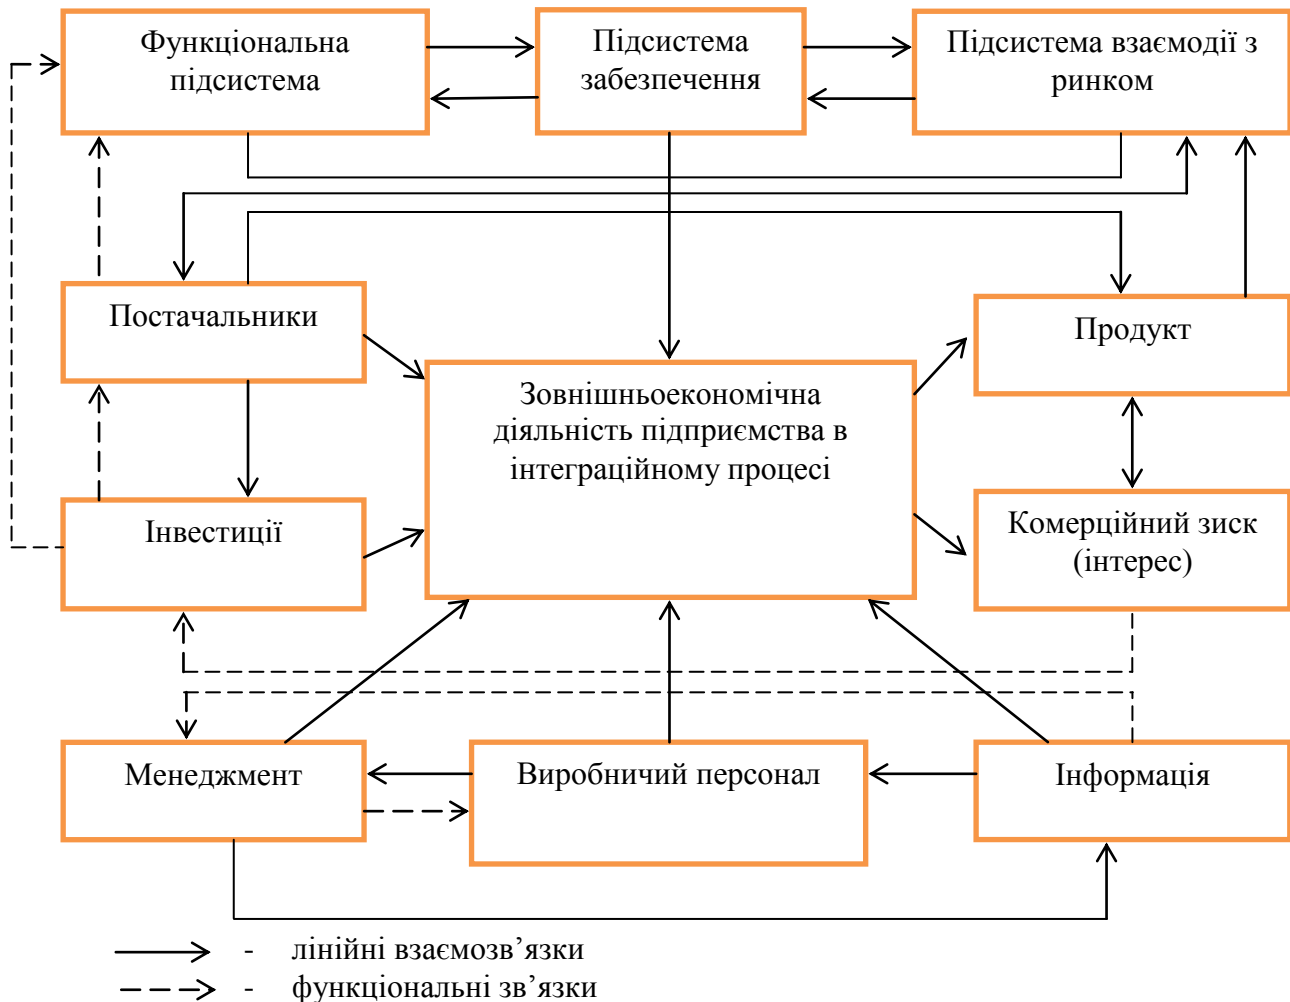 Функціональна
підсистема
Підсистема
забезпечення
Підсистема взаємодії з
ринком
Постачальники
Продукт
Зовнішньоекономічна
діяльність підприємства в
інтеграційному процесі
Інвестиції
Комерційний зиск
(інтерес)
Менеджмент
Виробничий персонал
Інформація
- лінійні взаємозв’язки
- функціональні зв’язки